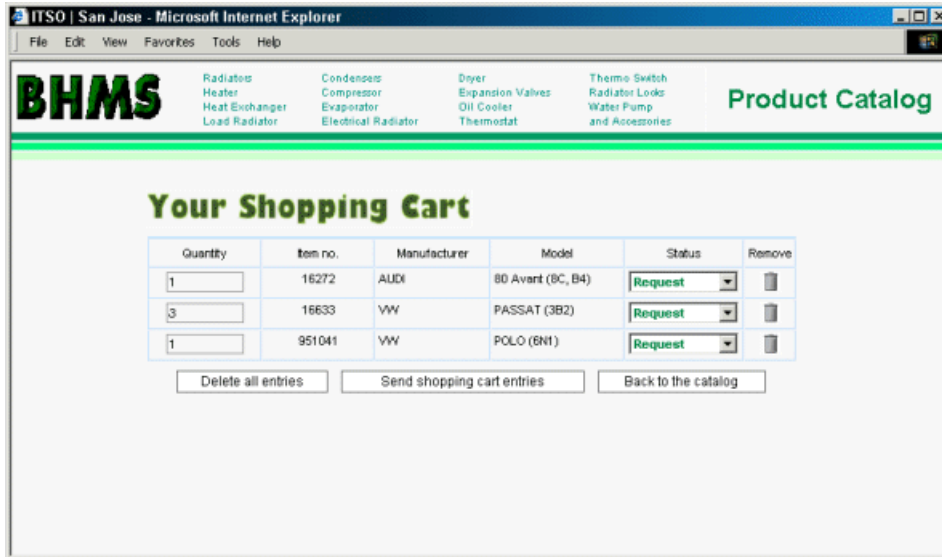 ITSO | San Jose - Microsoft Internet Explorer
File Edit View Favorites Tools Help
BHMS
Radiators Condensers Dryer Thermo Switch
Heater Compressor Expansion Valves Radiator Locks
Heat Exchanger Evaporator Oil Cooler Water Pump
Load Radiator Electrical Radiator Thermostat and Accessories
Product Catalog
Your Shopping Cart
Quantity Item no. Manufacturer Model Status Remove
1 16272 AUDI 80 Avant (8C, B4) Request
3 16633 VW PASSAT (3B2) Request
1 951041 VW POLO (6N1) Request
Delete all entries Send shopping cart entries Back to the catalog